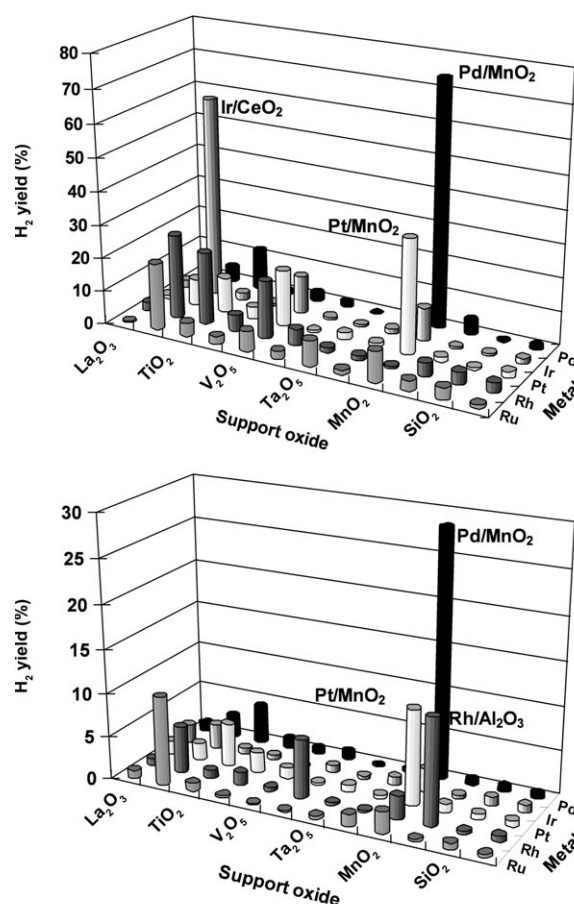 80
70
60
50
40
30
20
10
0
H₂ yield (%)
Pd/MnO₂
Ir/CeO₂
Pt/MnO₂
La₂O₃
TiO₂
V₂O₅
Ta₂O₅
MnO₂
SiO₂
Support oxide
Pd
Ir
Pt
Rh
Ru
Metal
30
25
20
15
10
5
0
H₂ yield (%)
Pd/MnO₂
Pt/MnO₂
Rh/Al₂O₃
La₂O₃
TiO₂
V₂O₅
Ta₂O₅
MnO₂
SiO₂
Support oxide
Pd
Ir
Pt
Rh
Ru
Metal